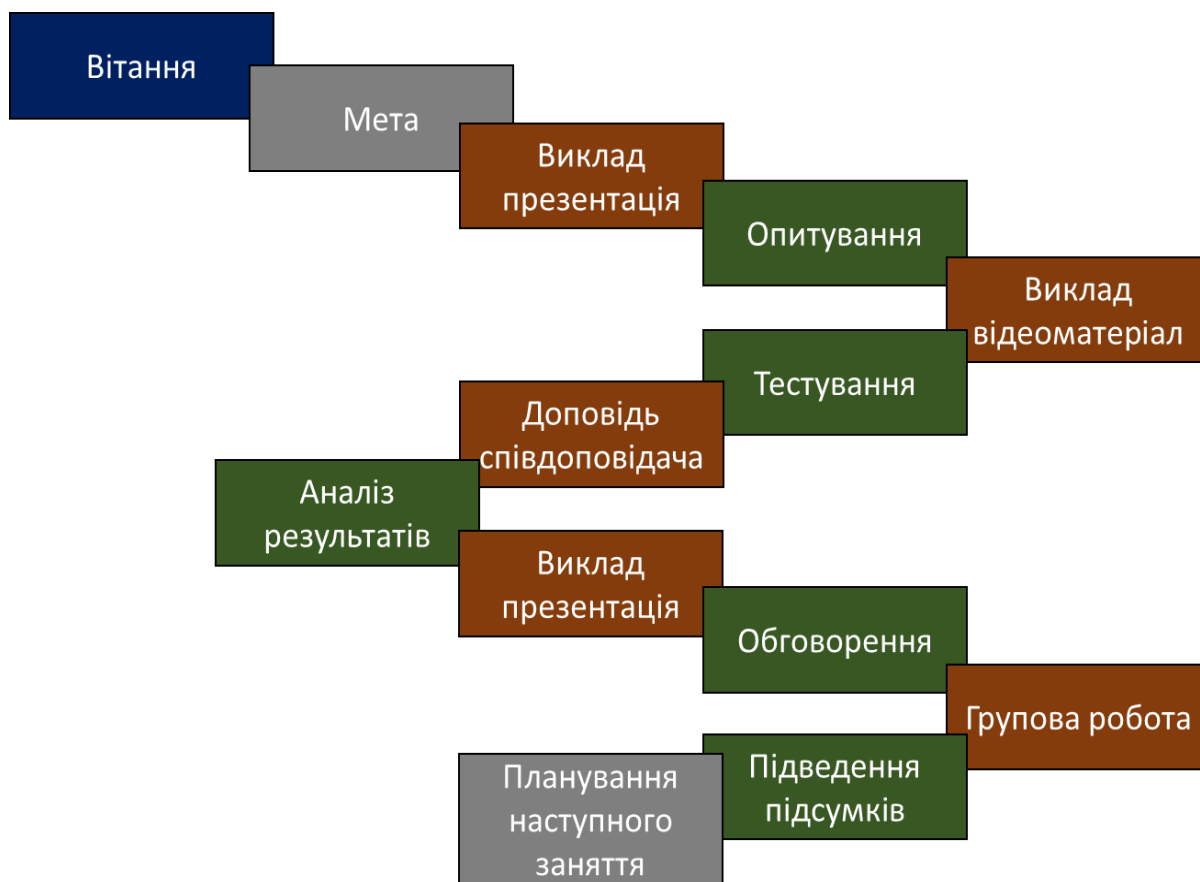 Вітання
Мета
Виклад
презентація
Опитування
Виклад
відеоматеріал
Тестування
Доповідь
співдоповідача
Аналіз
результатів
Виклад
презентація
Обговорення
Групова робота
Підведення
підсумків
Планування
наступного
заняття